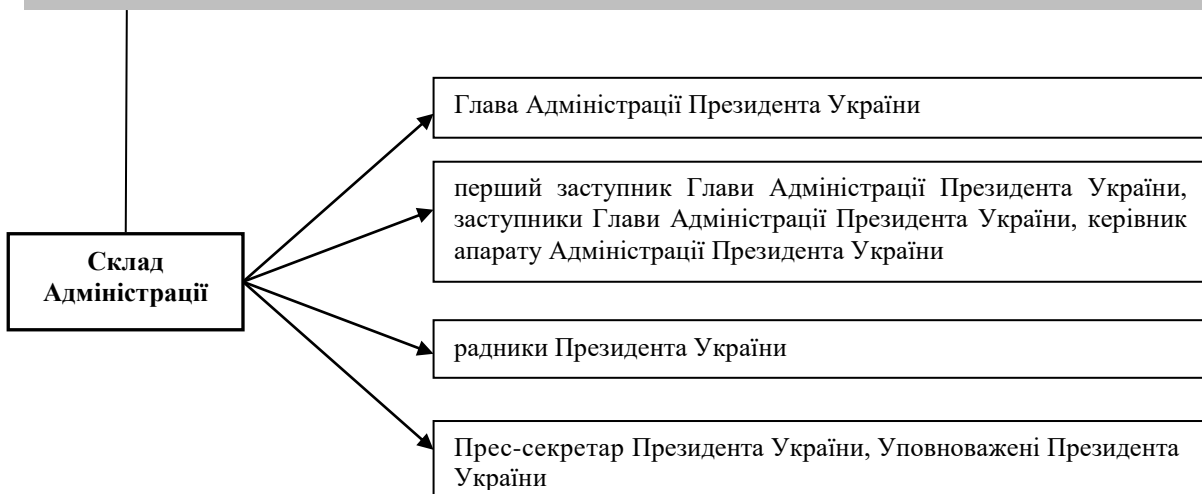 Глава Адміністрації Президента України
перший заступник Глави Адміністрації Президента України,
заступники Глави Адміністрації Президента України, керівник
апарату Адміністрації Президента України
Склад
Адміністрації
радники Президента України
Прес-секретар Президента України, Уповноважені Президента
України